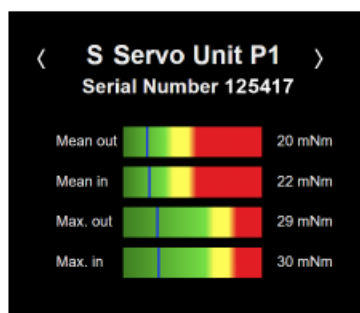 S Servo Unit P1
Serial Number 125417
Mean out 20 mNm
Mean in 22 mNm
Max. out 29 mNm
Max. in 30 mNm